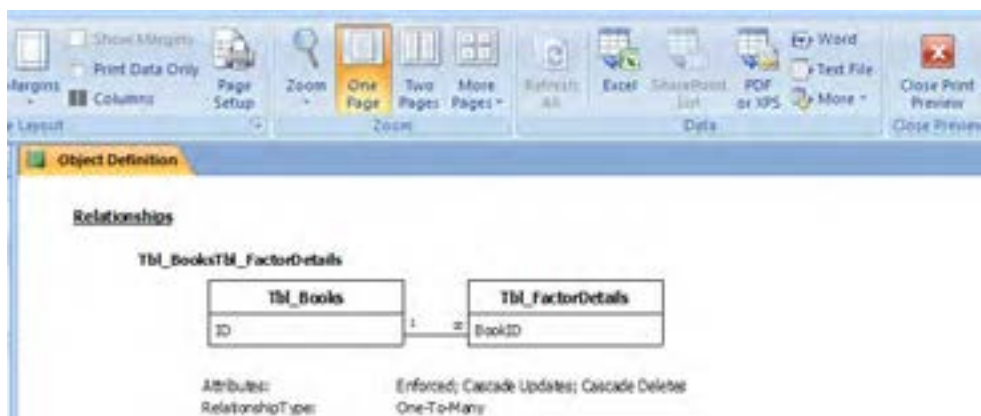 Margins
Show Margins
Print Data Only
Columns
Page Setup
Zoom
One Page
Two Pages
More Pages
Refresh All
Excel
SharePoint List
PDF or XPS
Word
Text File
More
Close Print Preview
Layout
Zoom
Data
Close Preview
Object Definition
Relationships
Tbl_BooksTbl_FactorDetails
Tbl_Books
Tbl_FactorDetails
ID
1
∞
BookID
Attributes: Enforced; Cascade Updates; Cascade Deletes
RelationshipType: One-To-Many